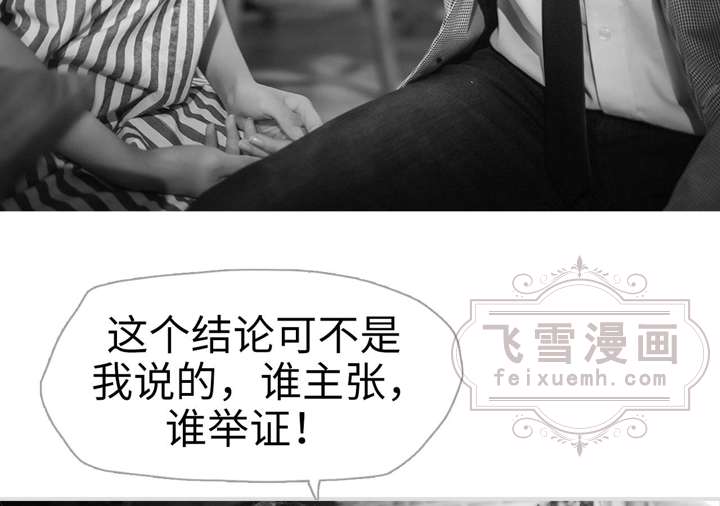 这个结论可不是
我说的，谁主张，
谁举证！
飞雪漫画
feixuemh.com